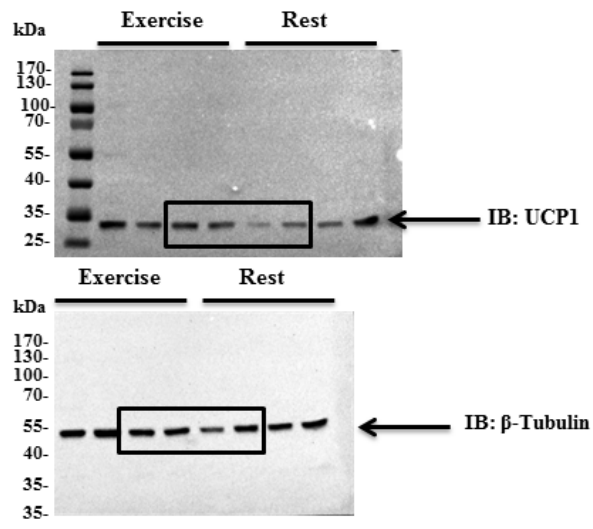 Exercise Rest
kDa
170-
130-
100-
70-
55-
40-
35-
25-
IB: UCP1
Exercise Rest
kDa
170-
130-
100-
70-
55-
40-
35-
35-
IB: β-Tubulin